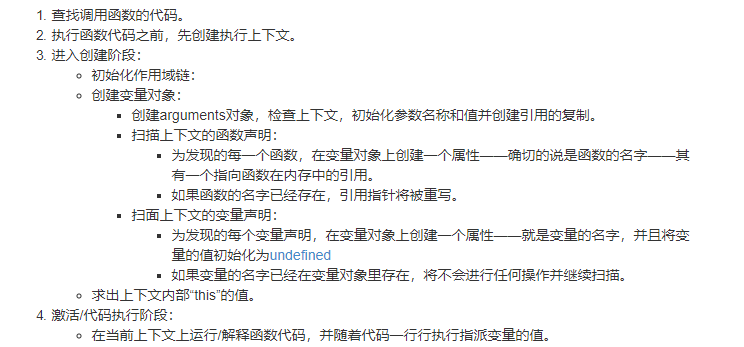 1. 查找调用函数的代码。
2. 执行函数代码之前，先创建执行上下文。
3. 进入创建阶段：
初始化作用域链：
创建变量对象：
创建arguments对象，检查上下文，初始化参数名称和值并创建引用的复制。
扫描上下文的函数声明：
为发现的每一个函数，在变量对象上创建一个属性——确切的说是函数的名字——其
有一个指向函数在内存中的引用。
如果函数的名字已经存在，引用指针将被重写。
扫面上下文的变量声明：
为发现的每个变量声明，在变量对象上创建一个属性——就是变量的名字，并且将变
量的值初始化为undefined
如果变量的名字已经在变量对象里存在，将不会进行任何操作并继续扫描。
求出上下文内部“this”的值。
4. 激活/代码执行阶段：
在当前上下文上运行/解释函数代码，并随着代码一行行执行指派变量的值。